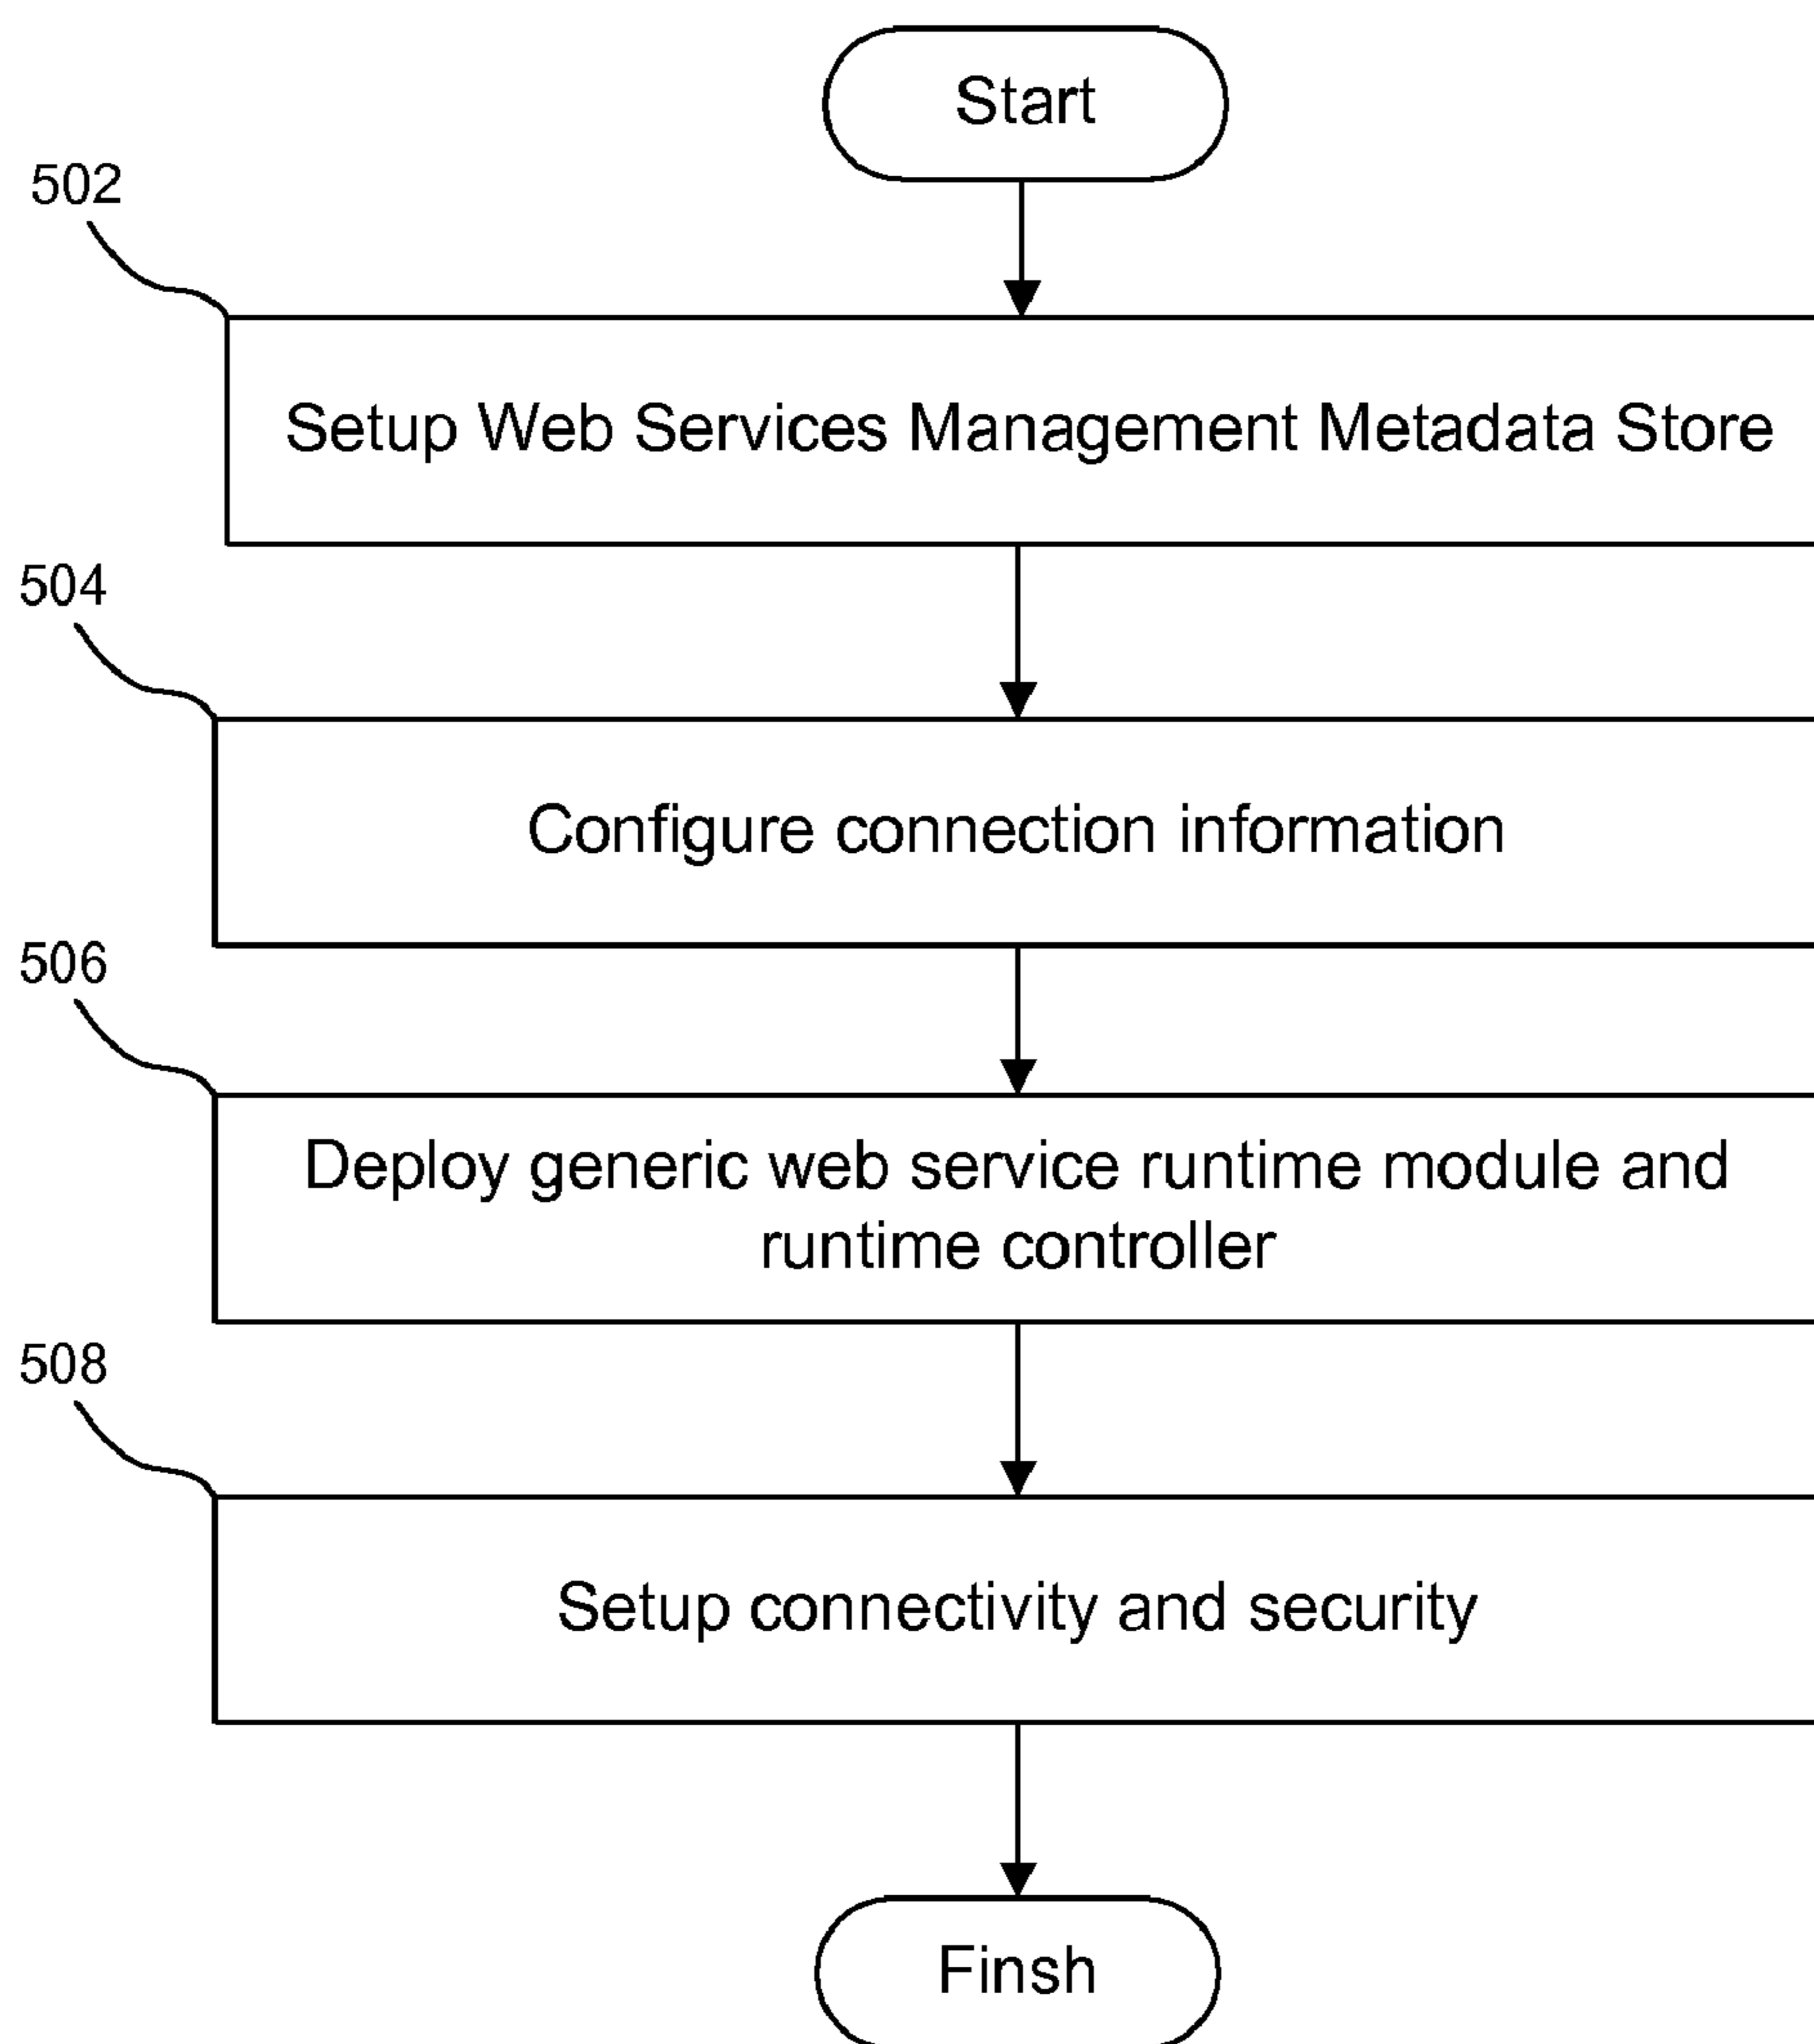 Start
502
Setup Web Services Management Metadata Store
504
Configure connection information
506
Deploy generic web service runtime module and
runtime controller
508
Setup connectivity and security
Finsh